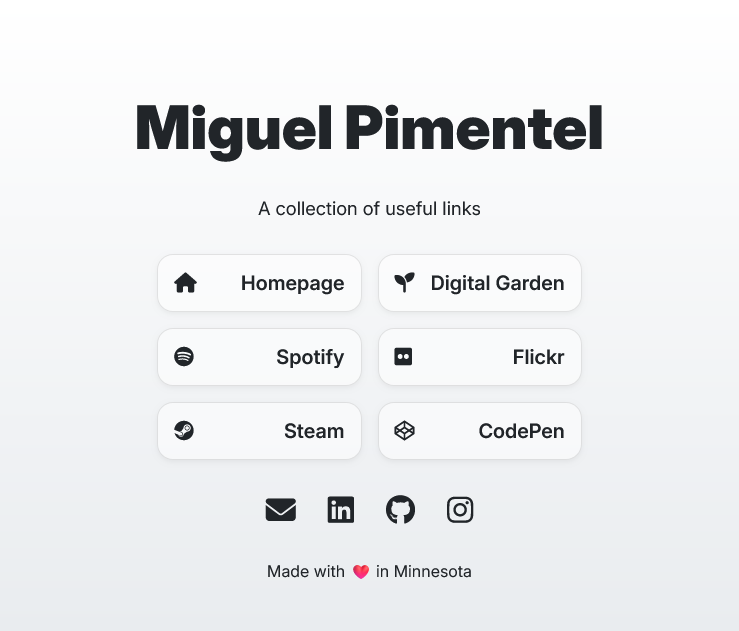 Miguel Pimentel
A collection of useful links
Homepage
Digital Garden
Spotify
Flickr
Steam
CodePen
Made with ❤️ in Minnesota